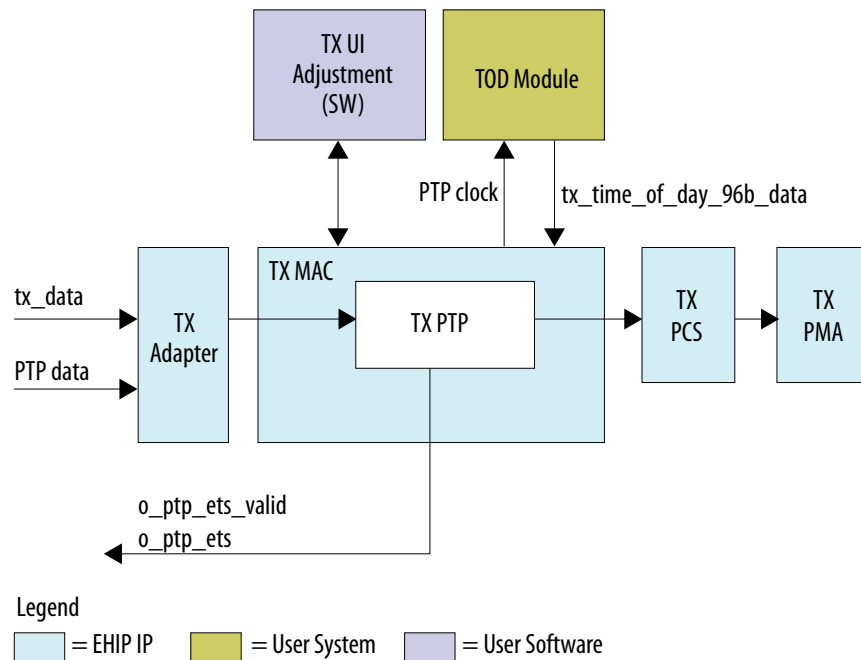 TX UI
Adjustment
(SW)
TOD Module
PTP clock
tx_time_of_day_96b_data
tx_data
PTP data
TX
Adapter
TX MAC
TX PTP
TX
PCS
TX
PMA
o_ptp_ets_valid
o_ptp_ets
Legend
= EHIP IP
= User System
= User Software